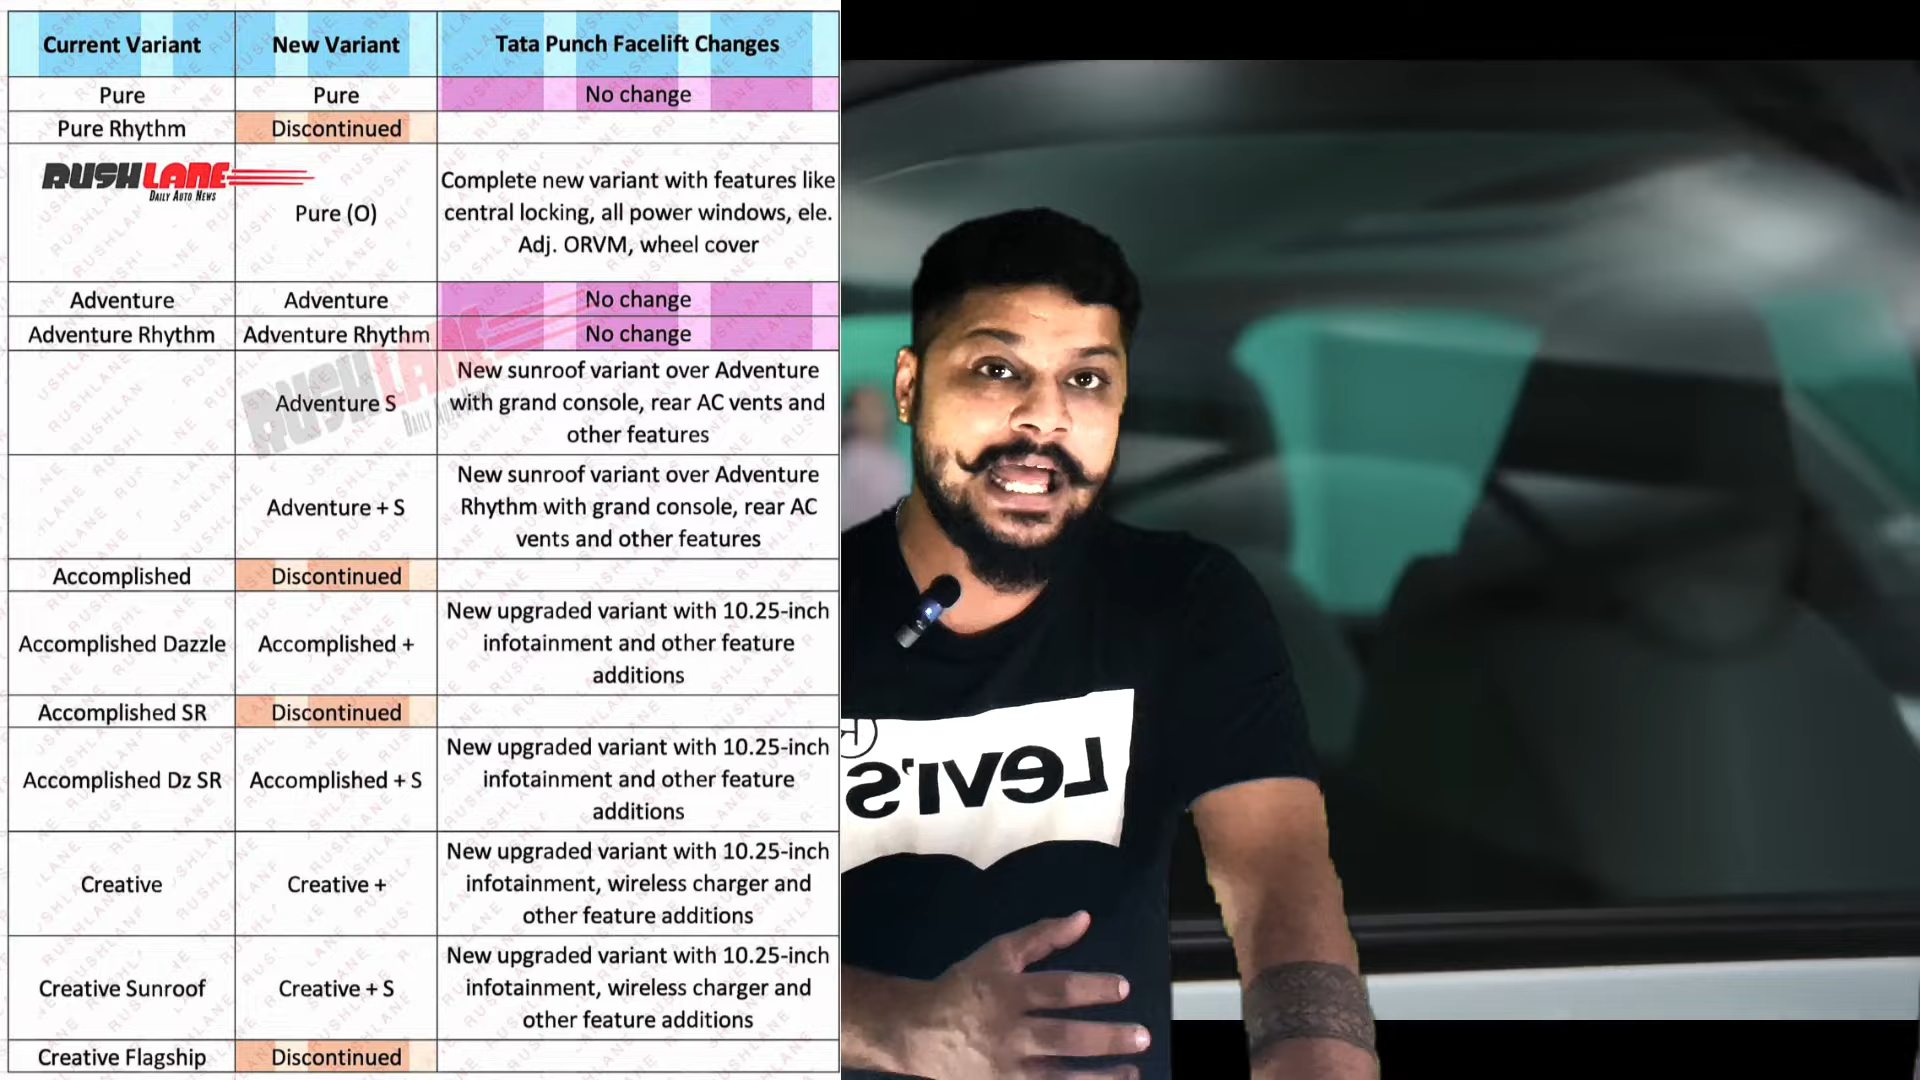 Current Variant New Variant Tata Punch Facelift Changes
Pure Pure No change
Pure Rhythm Discontinued
RUSHLANE
DAILY AUTO NEWS
Pure (O)
Complete new variant with features like
central locking, all power windows, ele.
Adj. ORVM, wheel cover
Adventure Adventure No change
Adventure Rhythm Adventure Rhythm No change
Adventure S
New sunroof variant over Adventure
with grand console, rear AC vents and
other features
Adventure + S
New sunroof variant over Adventure
Rhythm with grand console, rear AC
vents and other features
Accomplished Discontinued
Accomplished Dazzle Accomplished +
New upgraded variant with 10.25-inch
infotainment and other feature
additions
Accomplished SR Discontinued
Accomplished Dz SR Accomplished + S
New upgraded variant with 10.25-inch
infotainment and other feature
additions
Creative Creative +
New upgraded variant with 10.25-inch
infotainment, wireless charger and
other feature additions
Creative Sunroof Creative + S
New upgraded variant with 10.25-inch
infotainment, wireless charger and
other feature additions
Creative Flagship Discontinued
RUSHLANE
Levi's